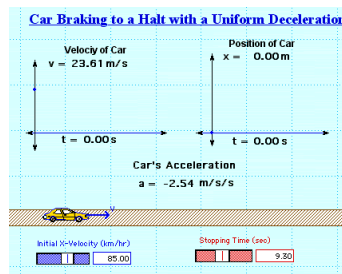 Car Braking to a Halt with a Uniform Deceleration
Velociy of Car
v = 23.61 m/s
Position of Car
x = 0.00 m
t = 0.00 s
t = 0.00 s
Car's Acceleration
a = -2.54 m/s/s
v
Initial X-Velocity (km/hr)
85.00
Stopping Time (sec)
9.30